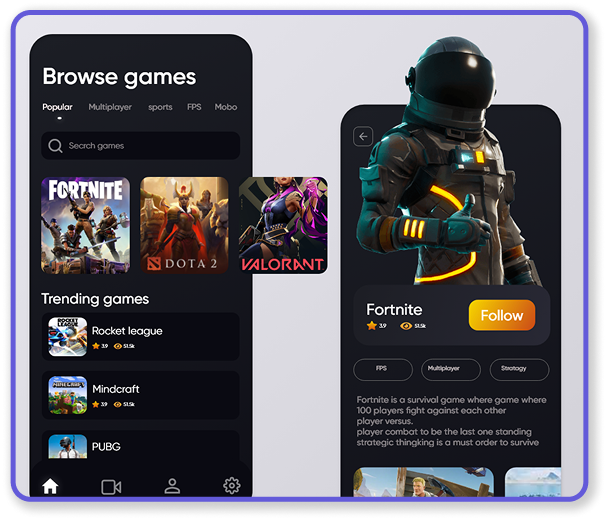 Browse games
Popular Multiplayer sports FPS Mobo
Search games
FORTNITE
DOTA 2
VALORANT
Trending games
ROCKET LEAGUE
Rocket league
3.9 51.5k
MINECRAFT
Mindcraft
3.9 51.5k
PUBG
Fortnite
3.9 51.5k
Follow
FPS Multiplayer Strategy
Fortnite is a survival game where game where
100 players fight against each other
player versus.
player combat to be the last one standing
strategic thingking is a must order to survive